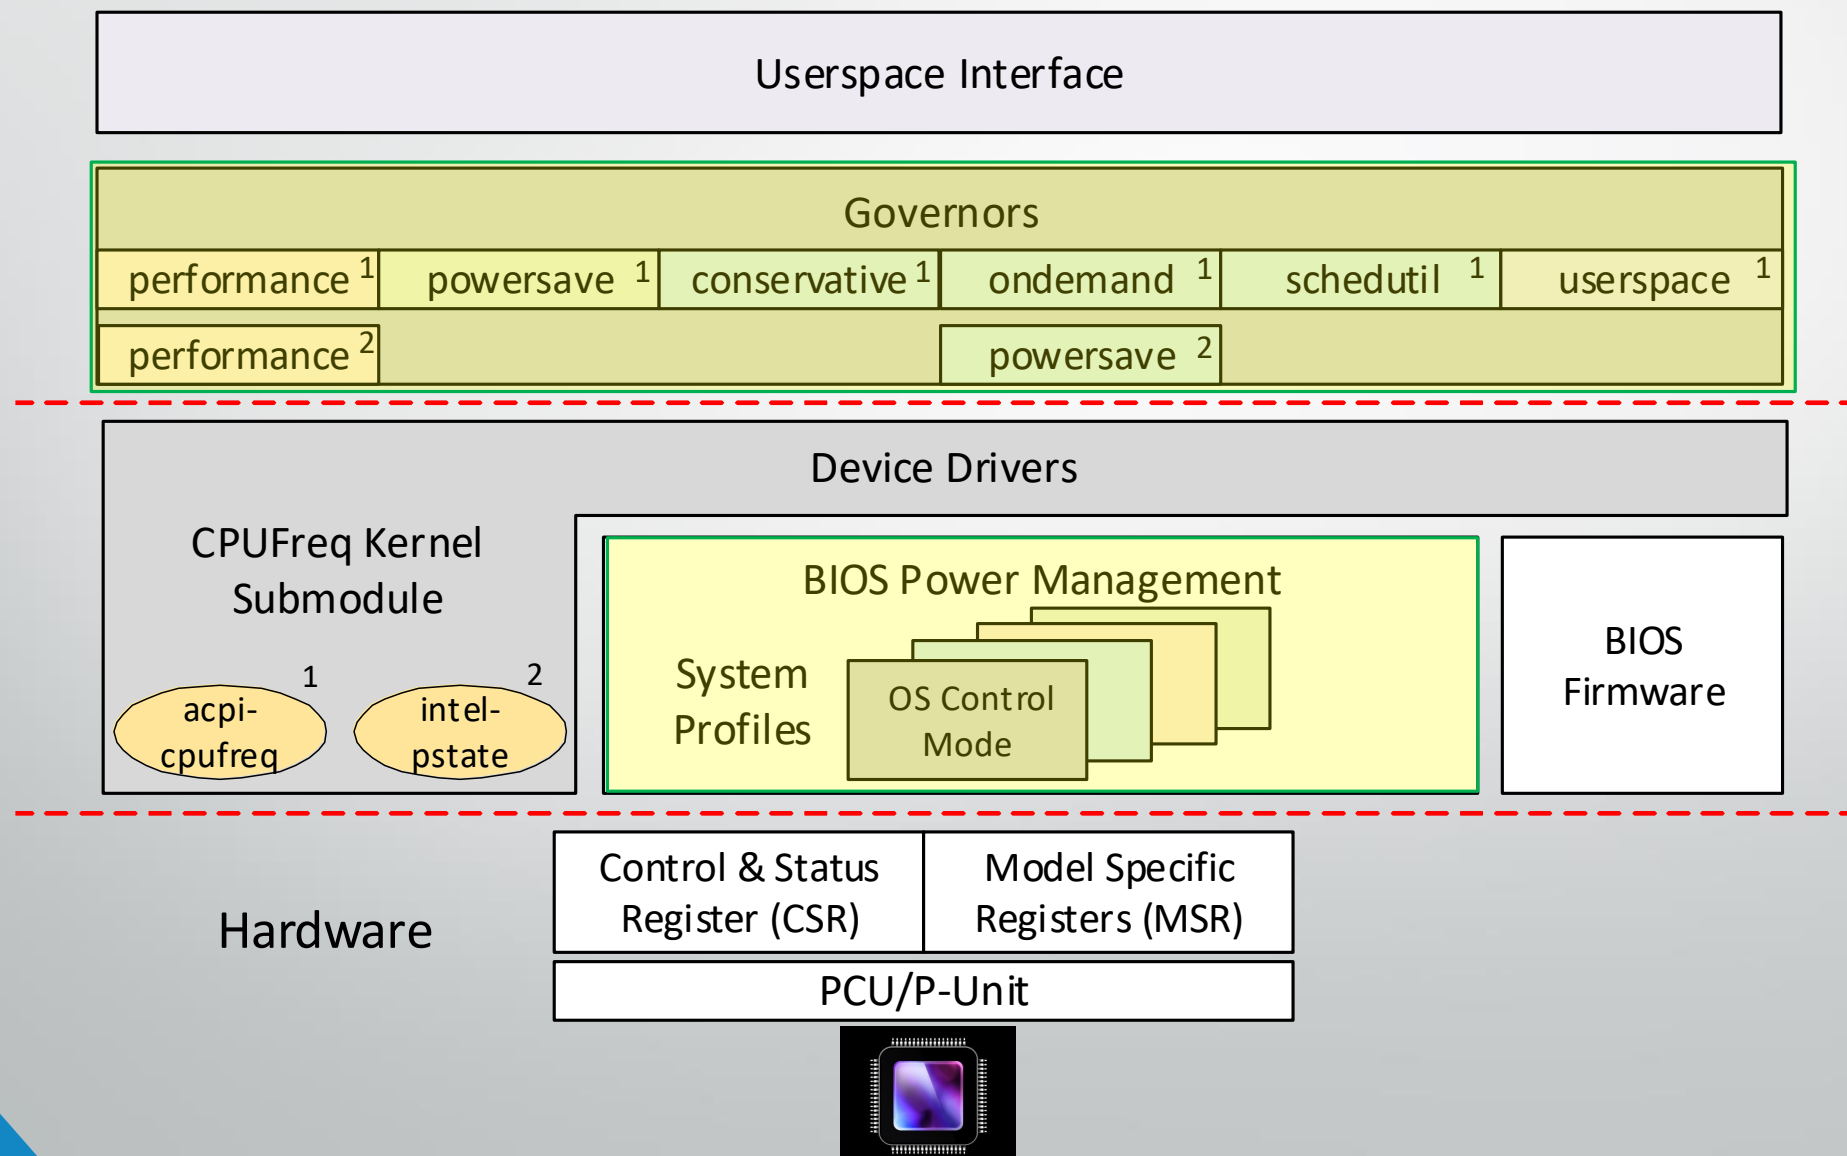 Userspace Interface
Governors
performance 1
powersave 1
conservative 1
ondemand 1
schedutil 1
userspace 1
performance 2
powersave 2
Device Drivers
CPUFreq Kernel
Submodule
1
acpi-
cpufreq
2
intel-
pstate
BIOS Power Management
System
Profiles
OS Control
Mode
BIOS
Firmware
Hardware
Control & Status
Register (CSR)
Model Specific
Registers (MSR)
PCU/P-Unit